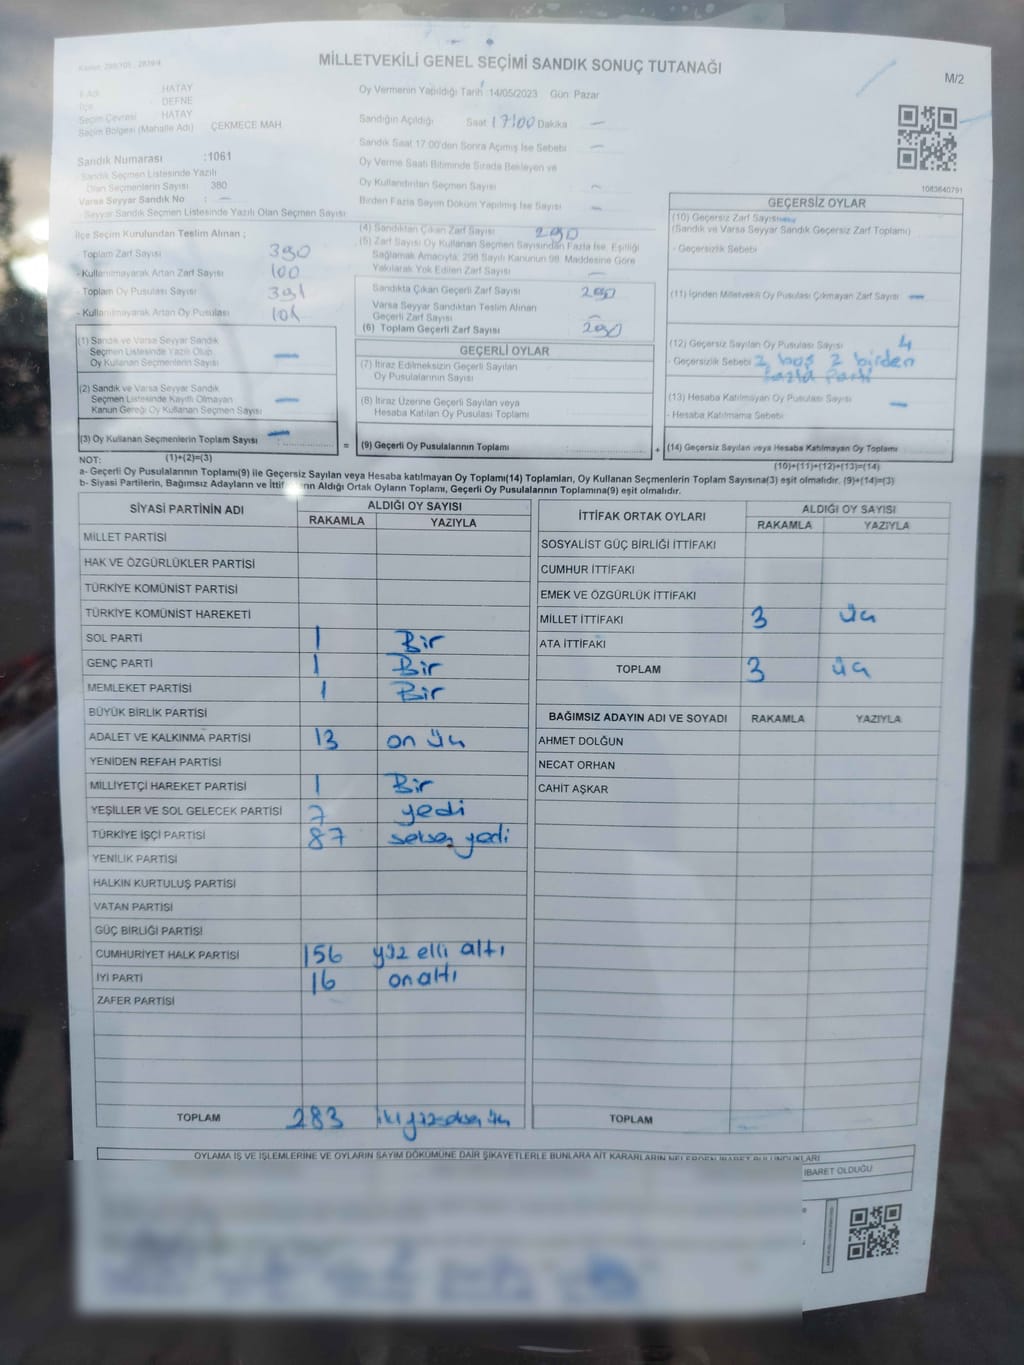 Kanun: 298/105 , 2839/4
MİLLETVEKİLİ GENEL SEÇİMİ SANDIK SONUÇ TUTANAĞI
M/2
İl Adı : HATAY
İlçe : DEFNE
Seçim Çevresi : HATAY
Seçim Bölgesi (Mahalle Adı) : ÇEKMECE MAH.
Sandık Numarası :1061
Sandık Seçmen Listesinde Yazılı
Olan Seçmenlerin Sayısı : 380
Varsa Seyyar Sandık No : —
- Seyyar Sandık Seçmen Listesinde Yazılı Olan Seçmen Sayısı
Oy Vermenin Yapıldığı Tarih :14/05/2023 Gün: Pazar
Sandığın Açıldığı Saat 17:00 Dakika —
Sandık Saat 17:00'den Sonra Açılmış İse Sebebi —
Oy Verme Saati Bitiminde Sırada Bekleyen ve
Oy Kullandırılan Seçmen Sayısı —
Birden Fazla Sayım Döküm Yapılmış İse Sayısı —
1083640791
İlçe Seçim Kurulundan Teslim Alınan ;
- Toplam Zarf Sayısı 390
- Kullanılmayarak Artan Zarf Sayısı 100
- Toplam Oy Pusulası Sayısı 391
- Kullanılmayarak Artan Oy Pusulası 101
(4) Sandıktan Çıkan Zarf Sayısı 290
(5) Zarf Sayısı Oy Kullanan Seçmen Sayısından Fazla İse, Eşitliği
Sağlamak Amacıyla, 298 Sayılı Kanunun 98. Maddesine Göre
Yakılarak Yok Edilen Zarf Sayısı —
Sandıkta Çıkan Geçerli Zarf Sayısı 290
Varsa Seyyar Sandıktan Teslim Alınan
Geçerli Zarf Sayısı —
(6) Toplam Geçerli Zarf Sayısı 290
GEÇERSİZ OYLAR
(10) Geçersiz Zarf Sayısı
(Sandık ve Varsa Seyyar Sandık Geçersiz Zarf Toplamı)
- Geçersizlik Sebebi
(11) İçinden Milletvekili Oy Pusulası Çıkmayan Zarf Sayısı —
(12) Geçersiz Sayılan Oy Pusulası Sayısı 4
- Geçersizlik Sebebi 2 boş 2 birden
fazla parti
(13) Hesaba Katılmayan Oy Pusulası Sayısı —
- Hesaba Katılmama Sebebi
(14) Geçersiz Sayılan veya Hesaba Katılmayan Oy Toplamı
(10)+(11)+(12)+(13)=(14)
(1) Sandık ve Varsa Seyyar Sandık
Seçmen Listesinde Yazılı Olup
Oy Kullanan Seçmenlerin Sayısı —
(2) Sandık ve Varsa Seyyar Sandık
Seçmen Listesinde Kayıtlı Olmayan
Kanun Gereği Oy Kullanan Seçmen Sayısı —
(3) Oy Kullanan Seçmenlerin Toplam Sayısı —
(1)+(2)=(3)
GEÇERLİ OYLAR
(7) İtiraz Edilmeksizin Geçerli Sayılan
Oy Pusulalarının Sayısı
(8) İtiraz Üzerine Geçerli Sayılan veya
Hesaba Katılan Oy Pusulası Toplamı
= (9) Geçerli Oy Pusulalarının Toplamı +
NOT:
a- Geçerli Oy Pusulalarının Toplamı(9) ile Geçersiz Sayılan veya Hesaba katılmayan Oy Toplamı(14) Toplamları, Oy Kullanan Seçmenlerin Toplam Sayısına(3) eşit olmalıdır. (9)+(14)=(3)
b- Siyasi Partilerin, Bağımsız Adayların ve İttifakların Aldığı Ortak Oyların Toplamı, Geçerli Oy Pusulalarının Toplamına(9) eşit olmalıdır.
SİYASİ PARTİNİN ADI ALDIĞI OY SAYISI
RAKAMLA YAZIYLA
MİLLET PARTİSİ
HAK VE ÖZGÜRLÜKLER PARTİSİ
TÜRKİYE KOMÜNİST PARTİSİ
TÜRKİYE KOMÜNİST HAREKETİ
SOL PARTİ 1 Bir
GENÇ PARTİ 1 Bir
MEMLEKET PARTİSİ 1 Bir
BÜYÜK BİRLİK PARTİSİ
ADALET VE KALKINMA PARTİSİ 13 on üç
YENİDEN REFAH PARTİSİ
MİLLİYETÇİ HAREKET PARTİSİ 1 Bir
YEŞİLLER VE SOL GELECEK PARTİSİ 7 yedi
TÜRKİYE İŞÇİ PARTİSİ 87 seksen yedi
YENİLİK PARTİSİ
HALKIN KURTULUŞ PARTİSİ
VATAN PARTİSİ
GÜÇ BİRLİĞİ PARTİSİ
CUMHURİYET HALK PARTİSİ 156 yüz elli altı
İYİ PARTİ 16 on altı
ZAFER PARTİSİ
TOPLAM 283 iki yüz seksen üç
İTTİFAK ORTAK OYLARI ALDIĞI OY SAYISI
RAKAMLA YAZIYLA
SOSYALİST GÜÇ BİRLİĞİ İTTİFAKI
CUMHUR İTTİFAKI
EMEK VE ÖZGÜRLÜK İTTİFAKI
MİLLET İTTİFAKI 3 üç
ATA İTTİFAKI
TOPLAM 3 üç
BAĞIMSIZ ADAYIN ADI VE SOYADI RAKAMLA YAZIYLA
AHMET DOLĞUN
NECAT ORHAN
CAHİT AŞKAR
TOPLAM —
OYLAMA İŞ VE İŞLEMLERİNE VE OYLARIN SAYIM DÖKÜMÜNE DAİR ŞİKAYETLERLE BUNLARA AİT KARARLARIN NELERDEN İBARET BULUNDUKLARI
İBARET OLDUĞU